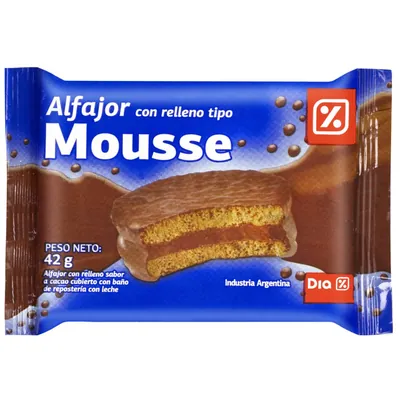 Alfajor con relleno tipo
Mousse
%
PESO NETO:
42 g
Alfajor con relleno sabor
a cacao cubierto con baño
de repostería con leche
Industria Argentina
Dia %